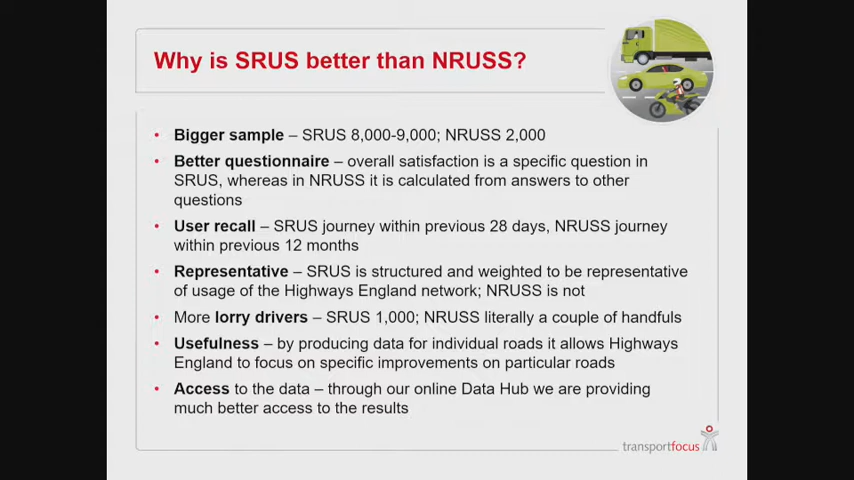 Why is SRUS better than NRUSS?
• Bigger sample – SRUS 8,000-9,000; NRUSS 2,000
• Better questionnaire – overall satisfaction is a specific question in
SRUS, whereas in NRUSS it is calculated from answers to other
questions
• User recall – SRUS journey within previous 28 days, NRUSS journey
within previous 12 months
• Representative – SRUS is structured and weighted to be representative
of usage of the Highways England network; NRUSS is not
• More lorry drivers – SRUS 1,000; NRUSS literally a couple of handfuls
• Usefulness – by producing data for individual roads it allows Highways
England to focus on specific improvements on particular roads
• Access to the data – through our online Data Hub we are providing
much better access to the results
transportfocus